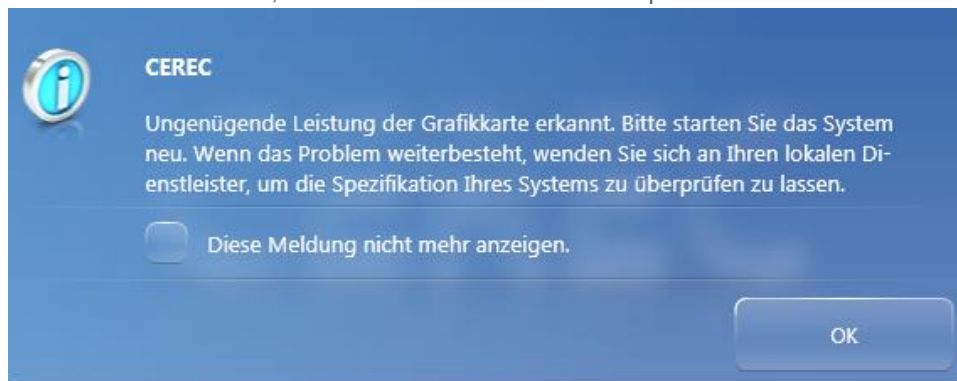 CEREC
Ungenügende Leistung der Grafikkarte erkannt. Bitte starten Sie das System
neu. Wenn das Problem weiterbesteht, wenden Sie sich an Ihren lokalen Di-
enstleister, um die Spezifikation Ihres Systems zu überprüfen zu lassen.
Diese Meldung nicht mehr anzeigen.
OK